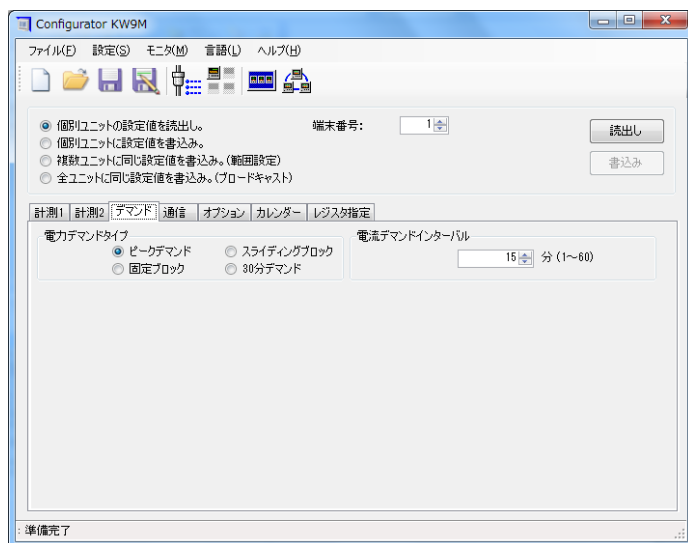 Configurator KW9M
ファイル(F) 設定(S) モニタ(M) 言語(L) ヘルプ(H)
個別ユニットの設定値を読出し。 端末番号: 1 読出し
個別ユニットに設定値を書込み。
複数ユニットに同じ設定値を書込み。(範囲設定) 書込み
全ユニットに同じ設定値を書込み。(ブロードキャスト)
計測1 計測2 デマンド 通信 オプション カレンダー レジスタ指定
電力デマンドタイプ 電流デマンドインターバル
ピークデマンド スライディングブロック 15 分(1~60)
固定ブロック 30分デマンド
: 準備完了